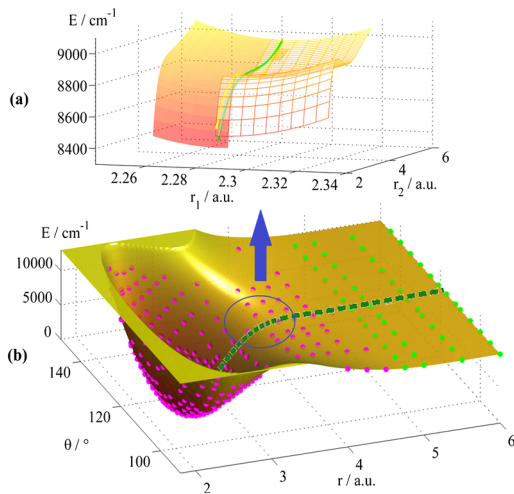 E / cm⁻¹
9000
8800
8600
8400
(a)
2.26
2.28
2.3
2.32
2.34
r₁ / a.u.
2
4
6
r₂ / a.u.
E / cm⁻¹
10000
5000
0
(b)
140
120
100
θ / °
2
3
4
5
6
r / a.u.